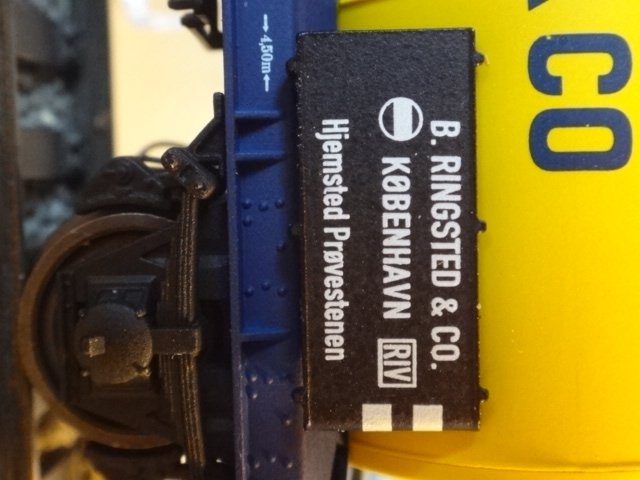 CO
B. RINGSTED & CO.
KØBENHAVN RIV
Hjemsted Prøvestenen
4,50m